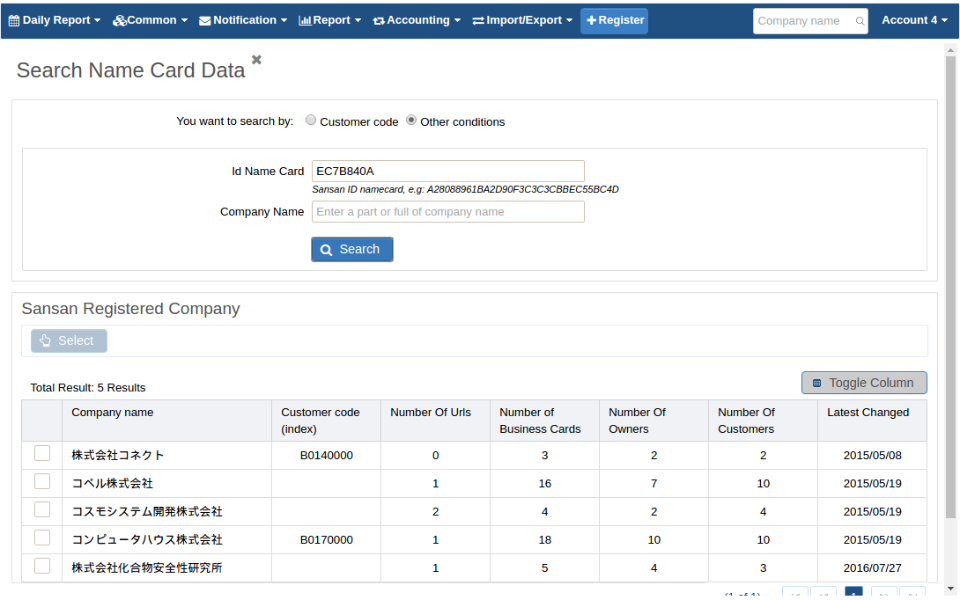 Daily Report Common Notification Report Accounting Import/Export Register Company name Account 4
Search Name Card Data
You want to search by: Customer code Other conditions
Id Name Card EC7B840A
Sansan ID namecard, e.g: A28088961BA2D90F3C3C3CBBEC55BC4D
Company Name Enter a part or full of company name
Search
Sansan Registered Company
Select
Total Result: 5 Results Toggle Column
Company name Customer code (index) Number Of Urls Number of Business Cards Number Of Owners Number Of Customers Latest Changed
株式会社コネクト B0140000 0 3 2 2 2015/05/08
コベル株式会社 1 16 7 10 2015/05/19
コスモシステム開発株式会社 2 4 2 4 2015/05/19
コンピュータハウス株式会社 B0170000 1 18 10 10 2015/05/19
株式会社化合物安全性研究所 1 5 4 3 2016/07/27
(1 of 1) 1